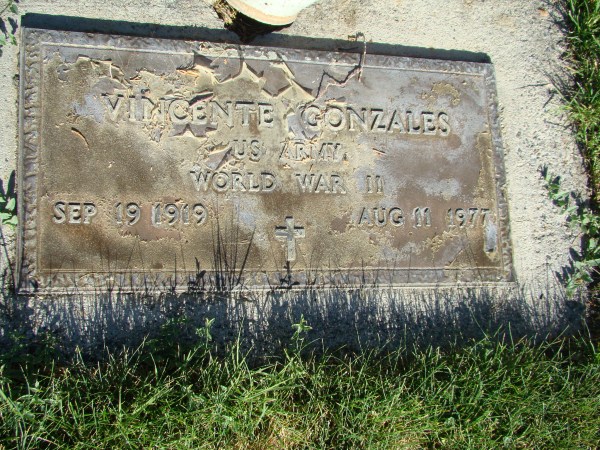 VINCENTE GONZALES
US ARMY
WORLD WAR II
SEP 19 1919 AUG 11 1977